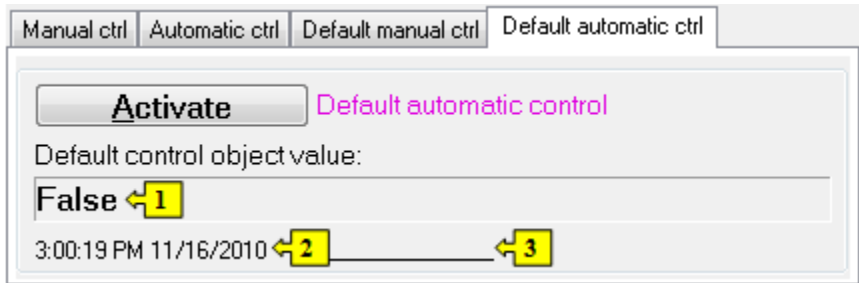 Manual ctrl Automatic ctrl Default manual ctrl Default automatic ctrl
Activate Default automatic control
Default control object value:
False 1
3:00:19 PM 11/16/2010 2 3